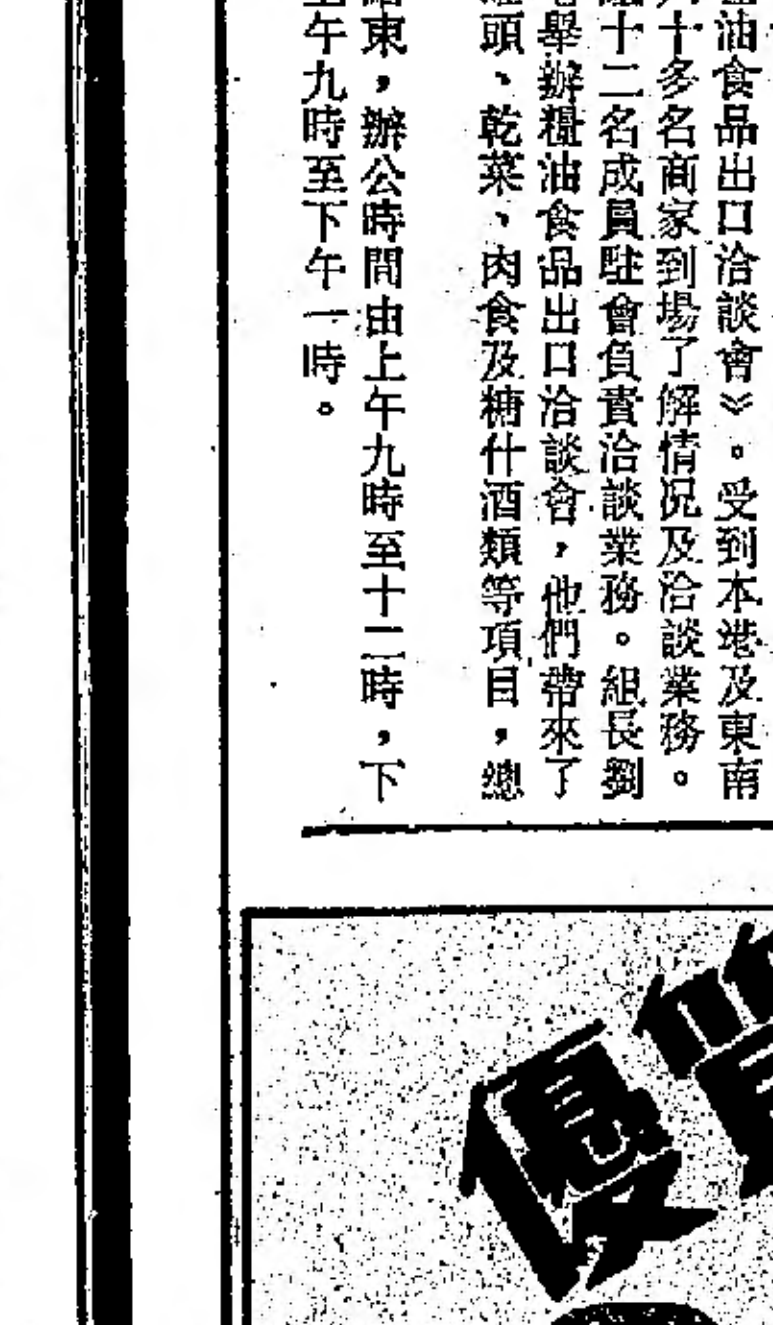 油食品出口洽談會》。受到本港及東南
十多名商家到場了解情況及洽談業務。
十二名成員駐會負責洽談業務。組長劉
舉辦糧油食品出口洽談會，他們帶來了
頭、乾菜、肉食及糖什酒類等項目，總
束，辦公時間由上午九時至十二時，下
午九時至下午一時。
優質